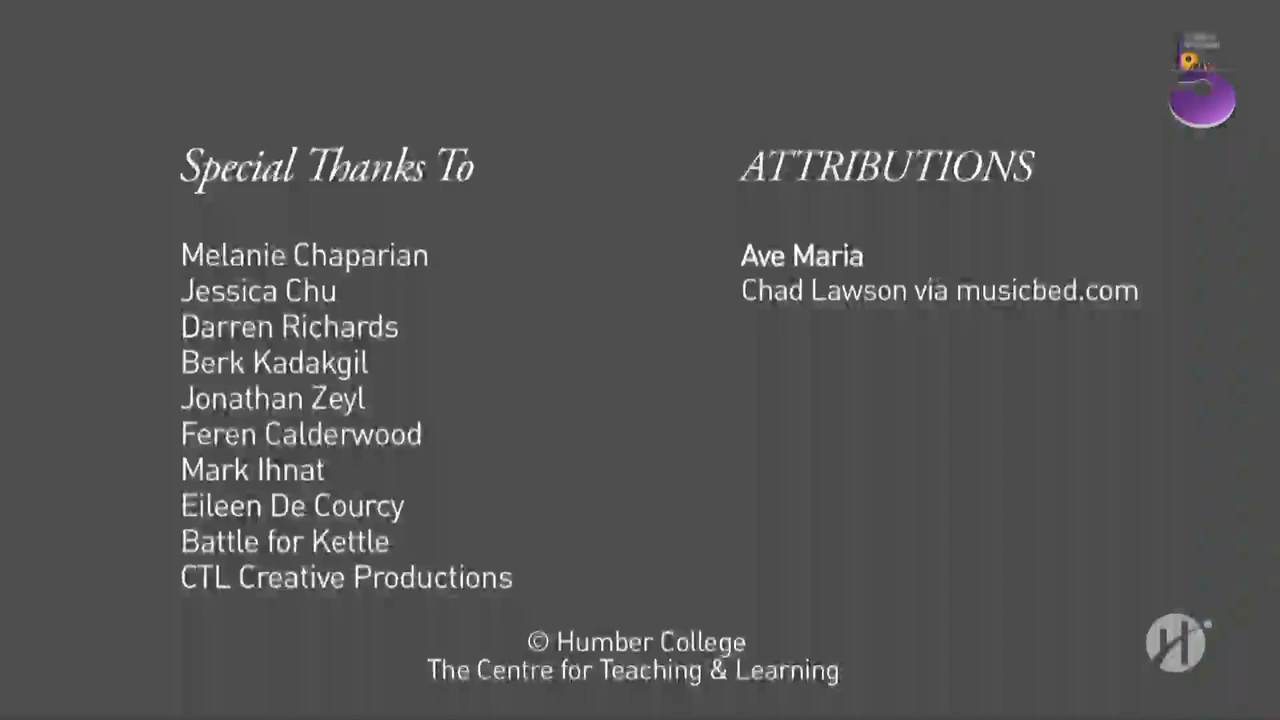 Special Thanks To
Melanie Chaparian
Jessica Chu
Darren Richards
Berk Kadakgil
Jonathan Zeyl
Feren Calderwood
Mark Ihnat
Eileen De Courcy
Battle for Kettle
CTL Creative Productions
ATTRIBUTIONS
Ave Maria
Chad Lawson via musicbed.com
© Humber College
The Centre for Teaching & Learning
H